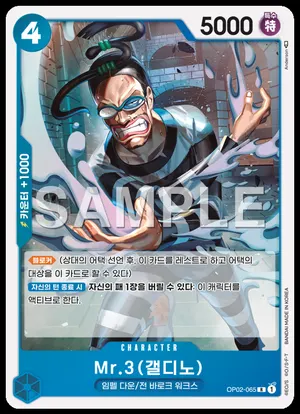 4
5000
특수
特
Anderson
카운터 +1000
SAMPLE
블로커 (상대의 어택 선언 후, 이 카드를 레스트로 하고 어택의
대상을 이 카드로 할 수 있다)
자신의 턴 종료 시 자신의 패 1장을 버릴 수 있다. 이 캐릭터를
액티브로 한다.
BANDAI MADE IN KOREA
CHARACTER
Mr.3(갤디노)
임펠 다운/전 바로크 워크스
OP02-065 R 1